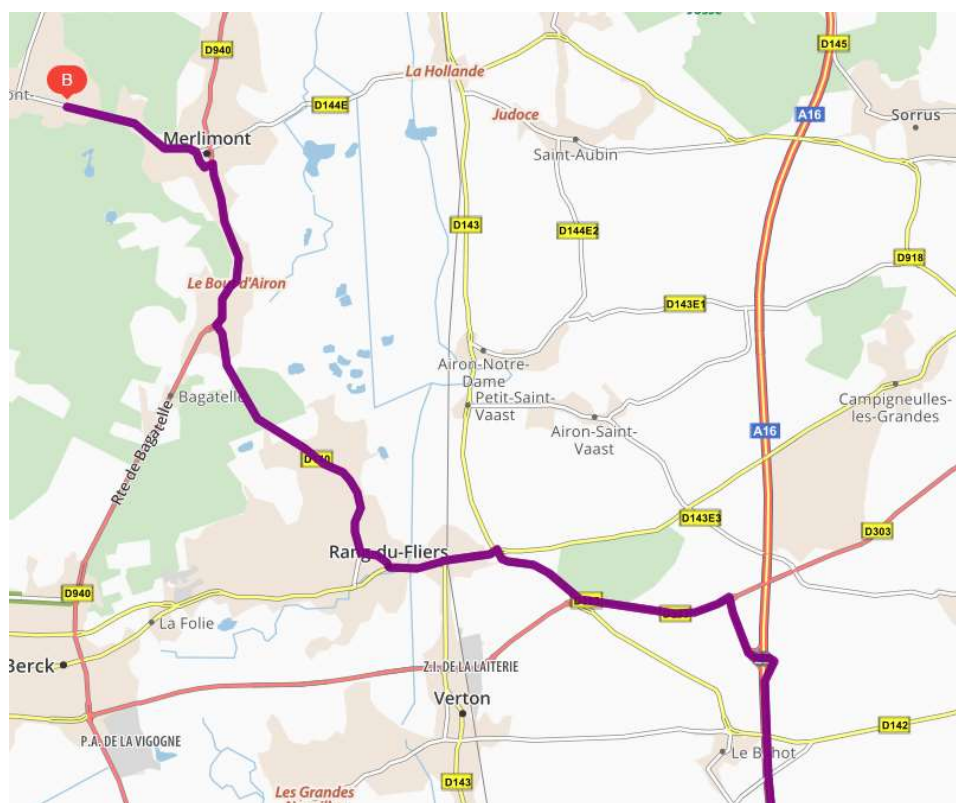 D940
D145
La Hollande
B
ont-
D144E
Judoce
A16
Sorrus
Merlimont
Saint-Aubin
D143
D144E2
D918
Le Bout d'Airon
D143E1
Airon-Notre-
Dame
Bagatelle
Petit-Saint-
Vaast
Campigneulles-
les-Grandes
Airon-Saint-
Vaast
A16
Rte de Bagatelle
D143E3
D303
Rang-du-Fliers
D940
La Folie
Berck
Z.I. DE LA LAITERIE
Verton
P.A. DE LA VIGOGNE
D142
Le Bahot
D143
Les Grandes